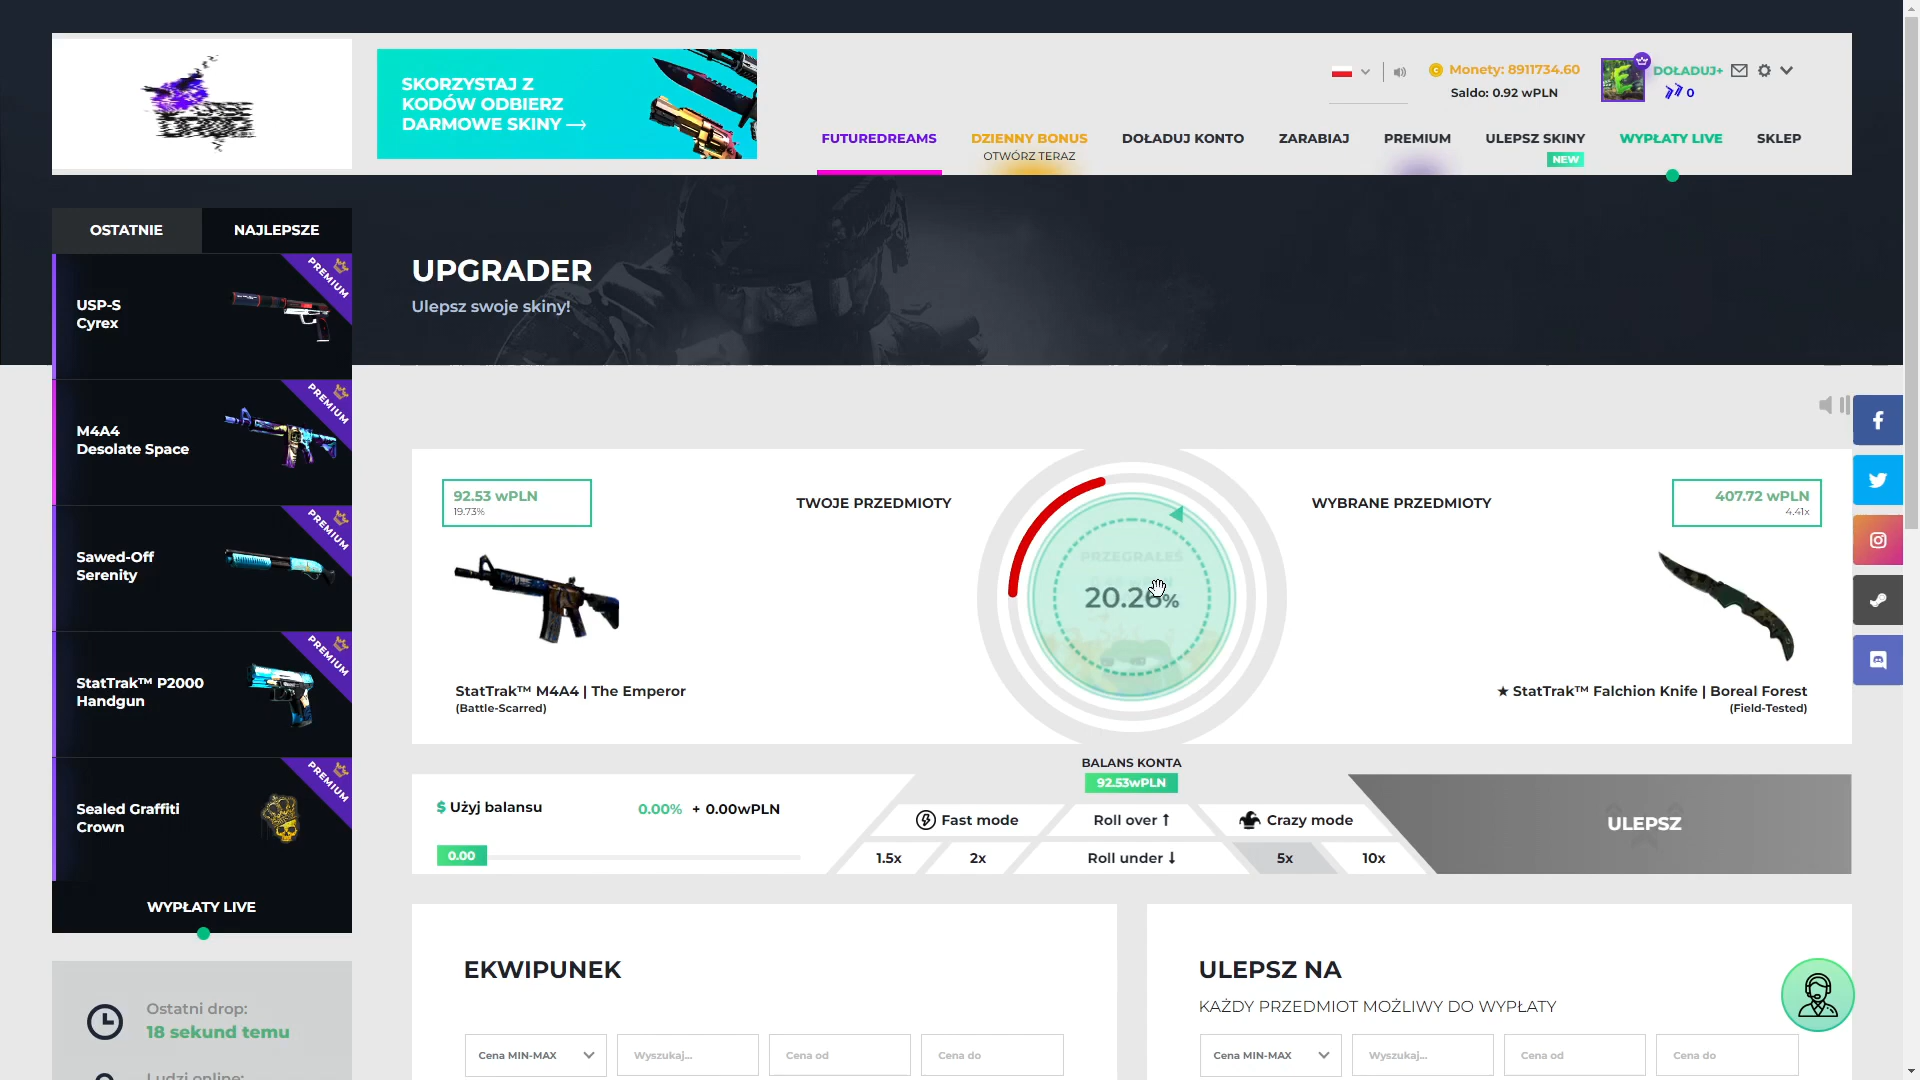 SKORZYSTAJ Z
KODÓW ODBIERZ
DARMOWE SKINY →
Monety: 8911734.60
Saldo: 0.92 wPLN
DOŁADUJ+
0
FUTUREDREAMS
DZIENNY BONUS
OTWÓRZ TERAZ
DOŁADUJ KONTO
ZARABIAJ
PREMIUM
ULEPSZ SKINY
NEW
WYPŁATY LIVE
SKLEP
OSTATNIE
NAJLEPSZE
PREMIUM
USP-S
Cyrex
PREMIUM
M4A4
Desolate Space
PREMIUM
Sawed-Off
Serenity
PREMIUM
StatTrak™ P2000
Handgun
PREMIUM
Sealed Graffiti
Crown
WYPŁATY LIVE
Ostatni drop:
18 sekund temu
Ludzi online:
UPGRADER
Ulepsz swoje skiny!
92.53 wPLN
19.73%
TWOJE PRZEDMIOTY
StatTrak™ M4A4 | The Emperor
(Battle-Scarred)
PRZEGRAŁEŚ
20.26%
WYBRANE PRZEDMIOTY
407.72 wPLN
4.41x
★ StatTrak™ Falchion Knife | Boreal Forest
(Field-Tested)
BALANS KONTA
92.53wPLN
$ Użyj balansu
0.00% + 0.00wPLN
0.00
Fast mode
Roll over ↑
Crazy mode
1.5x
2x
Roll under ↓
5x
10x
ULEPSZ
EKWIPUNEK
Cena MIN-MAX
Wyszukaj...
Cena od
Cena do
ULEPSZ NA
KAŻDY PRZEDMIOT MOŻLIWY DO WYPŁATY
Cena MIN-MAX
Wyszukaj...
Cena od
Cena do